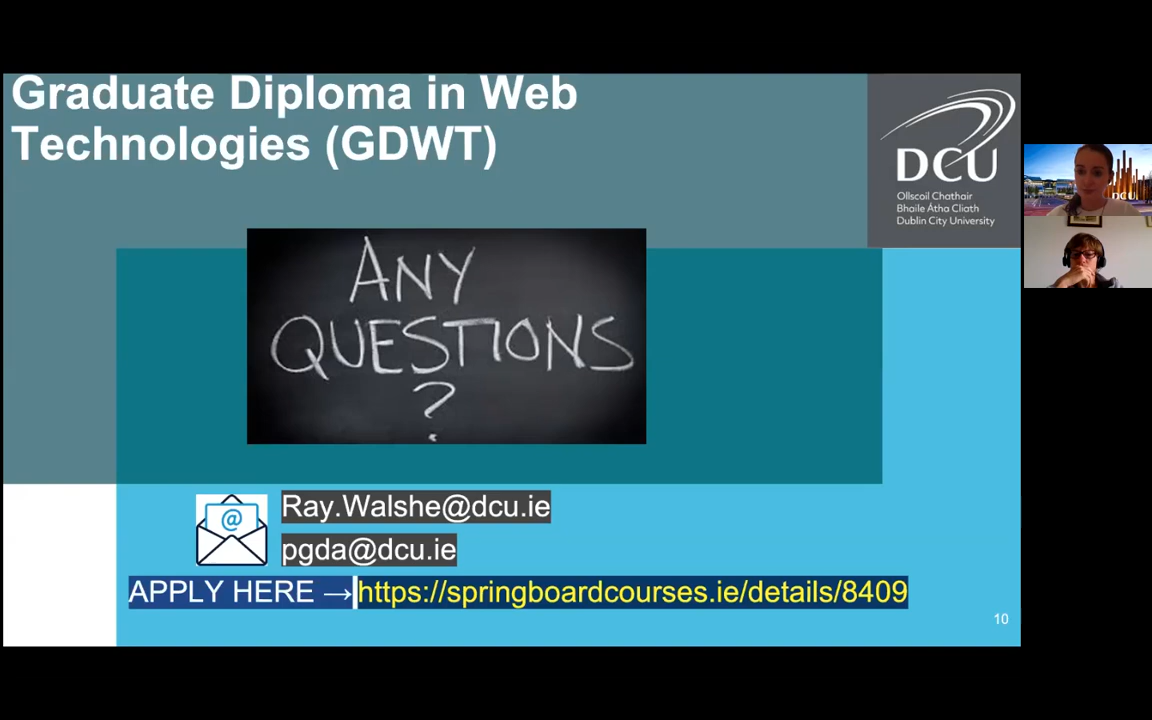 Graduate Diploma in Web
Technologies (GDWT)
DCU
Ollscoil Chathair
Bhaile Átha Cliath
Dublin City University
DCU
ANY
QUESTIONS
?
Ray.Walshe@dcu.ie
pgda@dcu.ie
APPLY HERE →https://springboardcourses.ie/details/8409
10